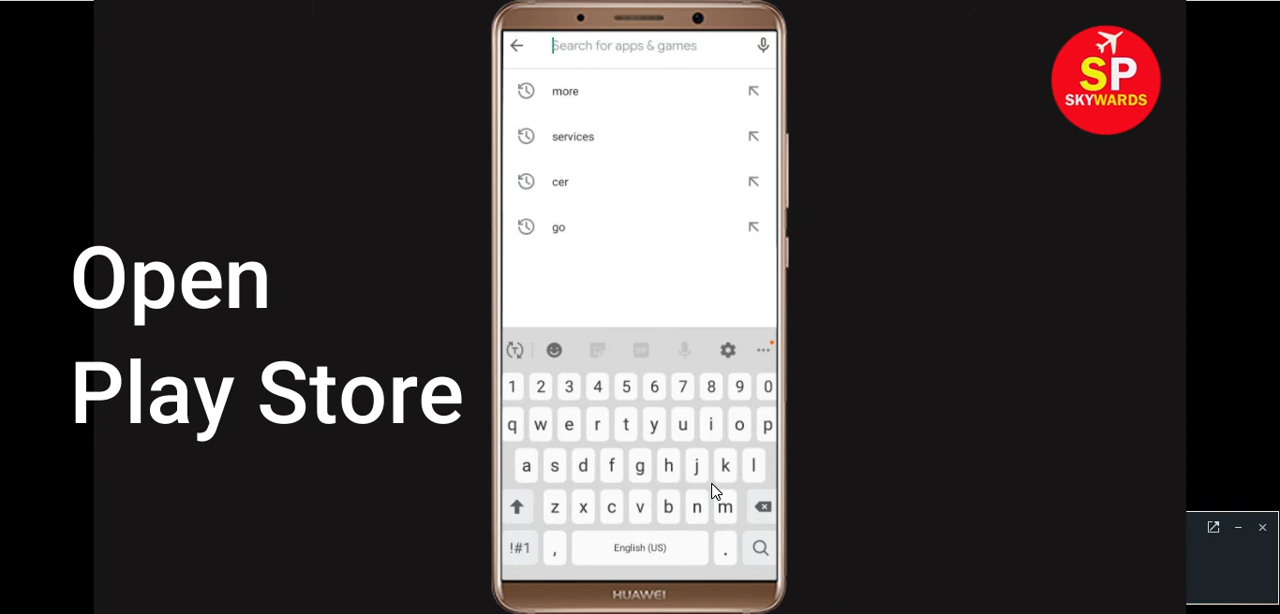 Search for apps & games
more
services
cer
go
Open
Play Store
1 2 3 4 5 6 7 8 9 0
q w e r t y u i o p
a s d f g h j k l
z x c v b n m
!#1 , English (US) .
HUAWEI
SP
SKYWARDS